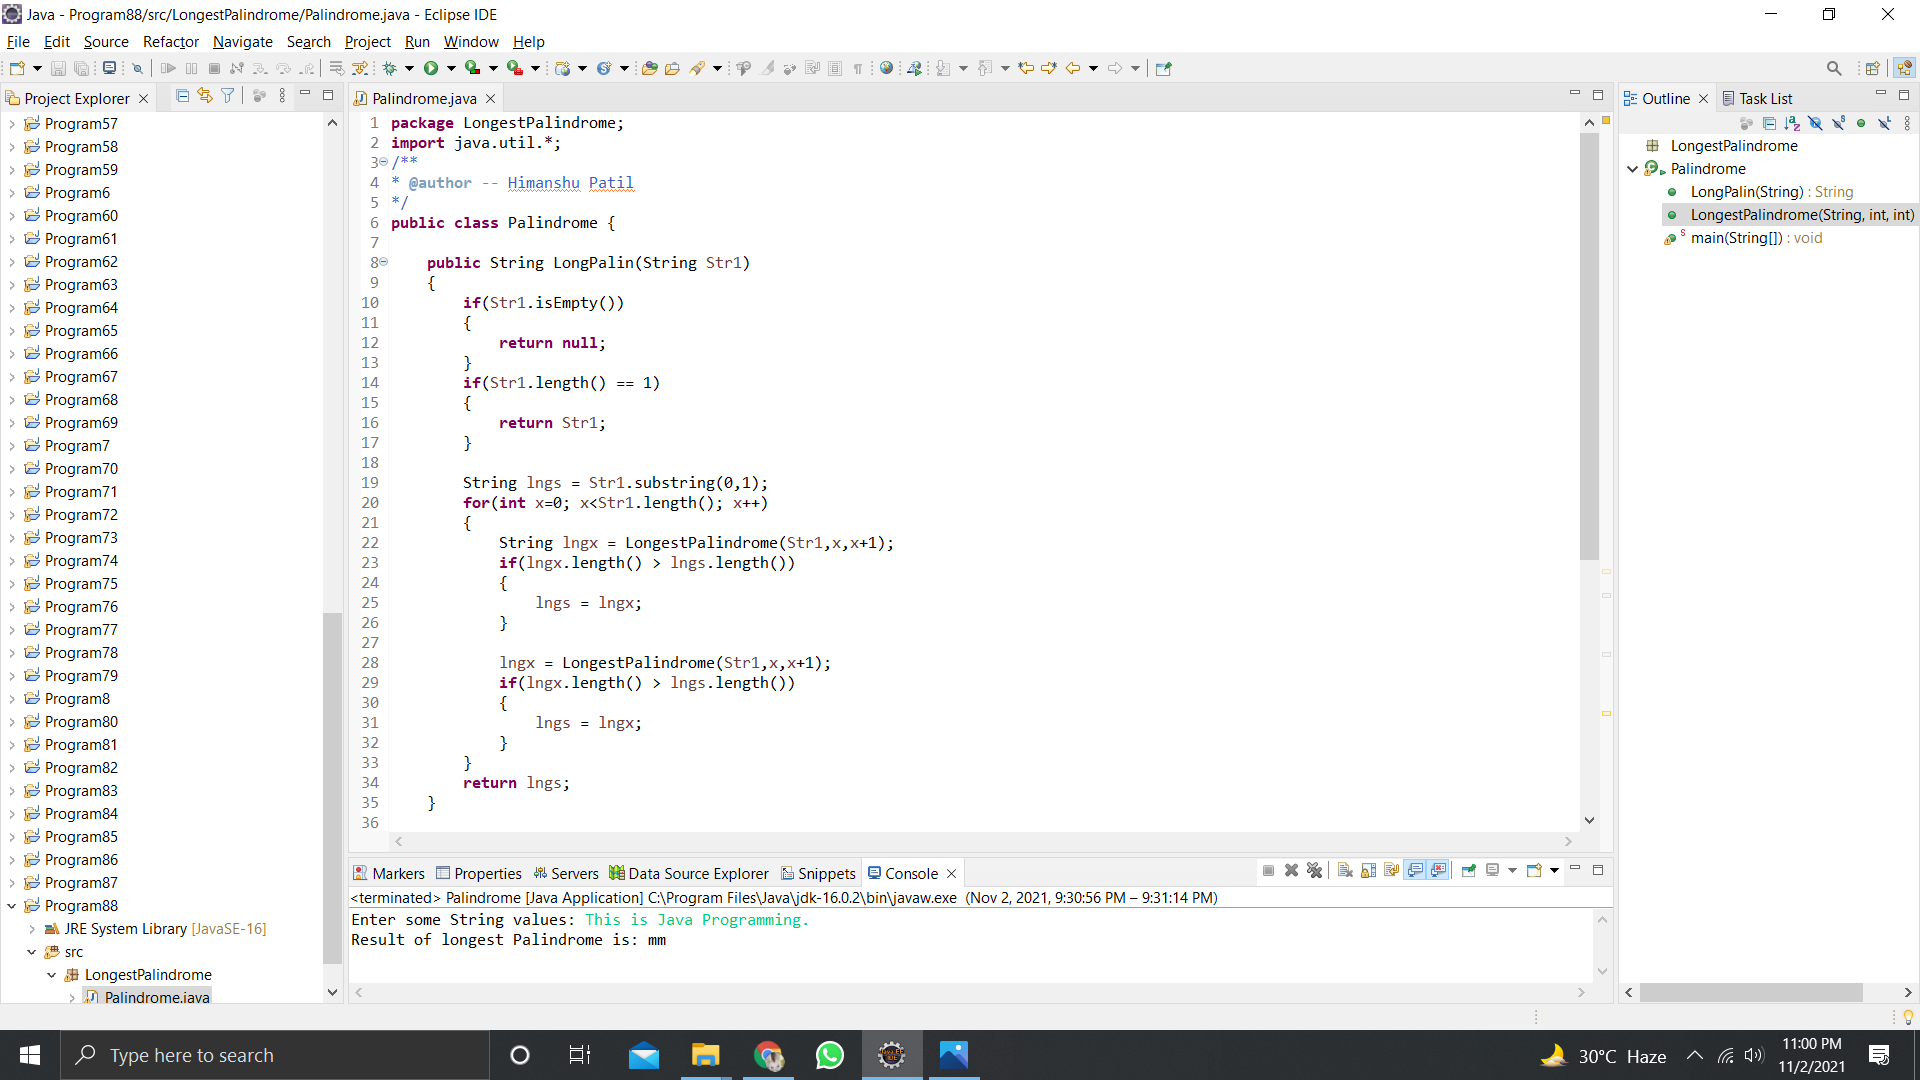 Java - Program88/src/LongestPalindrome/Palindrome.java - Eclipse IDE
File Edit Source Refactor Navigate Search Project Run Window Help
Project Explorer
Program57
Program58
Program59
Program6
Program60
Program61
Program62
Program63
Program64
Program65
Program66
Program67
Program68
Program69
Program7
Program70
Program71
Program72
Program73
Program74
Program75
Program76
Program77
Program78
Program79
Program8
Program80
Program81
Program82
Program83
Program84
Program85
Program86
Program87
Program88
JRE System Library [JavaSE-16]
src
LongestPalindrome
Palindrome.java
Palindrome.java
1 package LongestPalindrome;
2 import java.util.*;
3 /**
4 * @author -- Himanshu Patil
5 */
6 public class Palindrome {
7
8 public String LongPalin(String Str1)
9 {
10 if(Str1.isEmpty())
11 {
12 return null;
13 }
14 if(Str1.length() == 1)
15 {
16 return Str1;
17 }
18
19 String lngs = Str1.substring(0,1);
20 for(int x=0; x<Str1.length(); x++)
21 {
22 String lngx = LongestPalindrome(Str1,x,x+1);
23 if(lngx.length() > lngs.length())
24 {
25 lngs = lngx;
26 }
27
28 lngx = LongestPalindrome(Str1,x,x+1);
29 if(lngx.length() > lngs.length())
30 {
31 lngs = lngx;
32 }
33 }
34 return lngs;
35 }
36
Outline Task List
LongestPalindrome
Palindrome
LongPalin(String) : String
LongestPalindrome(String, int, int)
main(String[]) : void
Markers Properties Servers Data Source Explorer Snippets Console
<terminated> Palindrome [Java Application] C:\Program Files\Java\jdk-16.0.2\bin\javaw.exe (Nov 2, 2021, 9:30:56 PM – 9:31:14 PM)
Enter some String values: This is Java Programming.
Result of longest Palindrome is: mm
Type here to search
30°C Haze
11:00 PM
11/2/2021